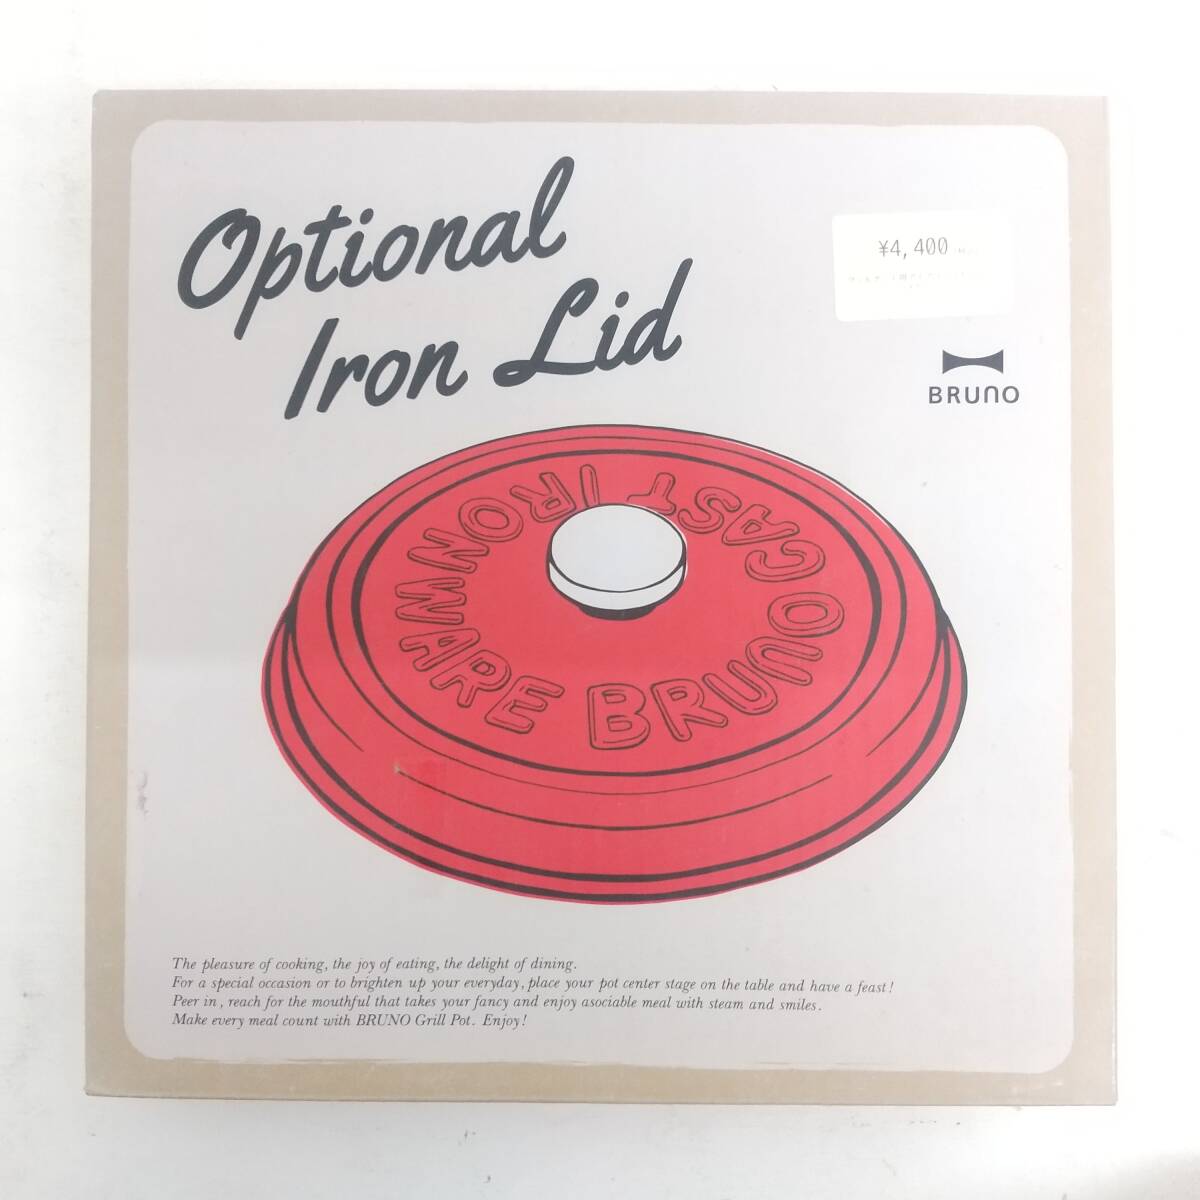 Optional
Iron Lid
¥4,400
BRUNO
BRUNO CAST IRONWARE
The pleasure of cooking, the joy of eating, the delight of dining.
For a special occasion or to brighten up your everyday, place your pot center stage on the table and have a feast!
Peer in, reach for the mouthful that takes your fancy and enjoy asociable meal with steam and smiles.
Make every meal count with BRUNO Grill Pot. Enjoy!